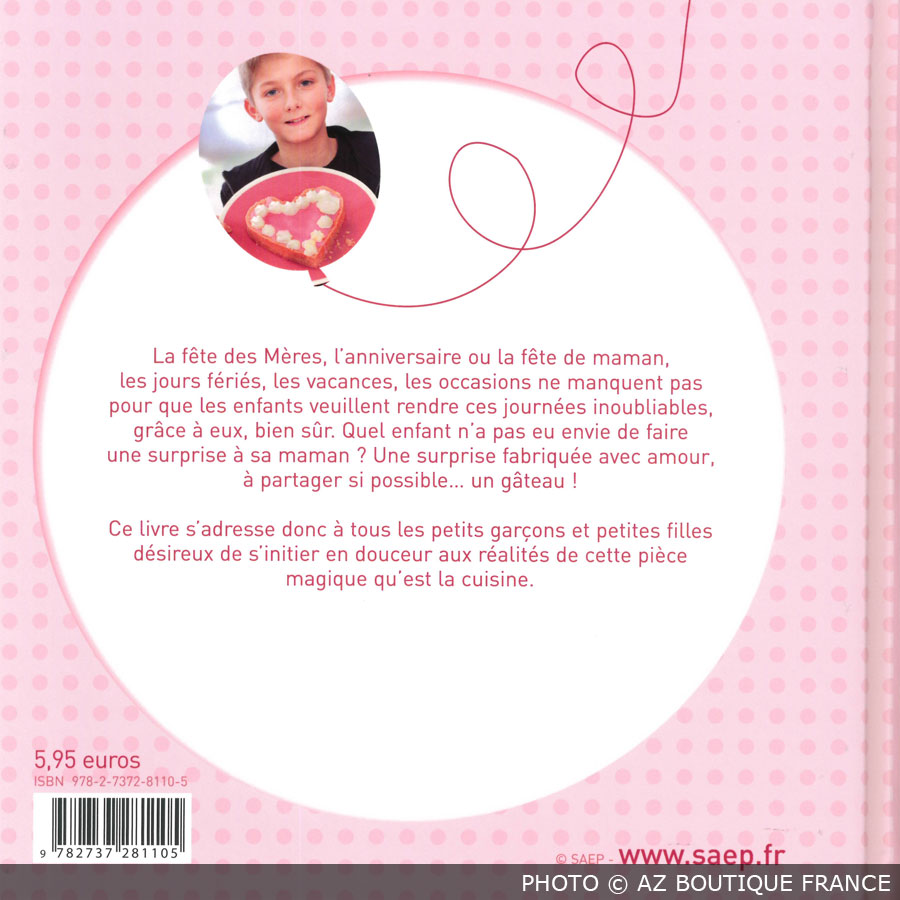 La fête des Mères, l'anniversaire ou la fête de maman,
les jours fériés, les vacances, les occasions ne manquent pas
pour que les enfants veuillent rendre ces journées inoubliables,
grâce à eux, bien sûr. Quel enfant n'a pas eu envie de faire
une surprise à sa maman ? Une surprise fabriquée avec amour,
à partager si possible... un gâteau !
Ce livre s'adresse donc à tous les petits garçons et petites filles
désireux de s'initier en douceur aux réalités de cette pièce
magique qu'est la cuisine.
5,95 euros
ISBN 978-2-7372-8110-5
9 782737 281105
© SAEP - www.saep.fr
PHOTO © AZ BOUTIQUE FRANCE